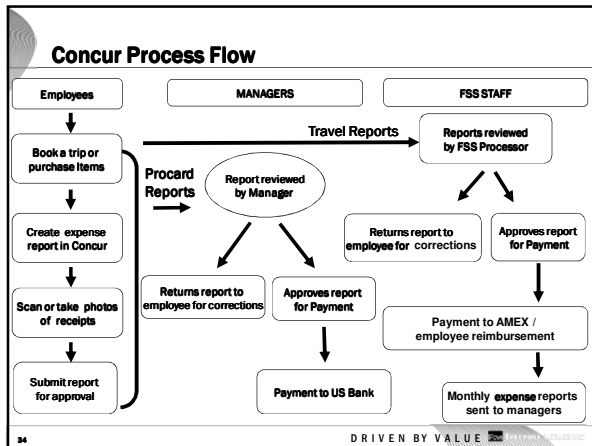 Concur Process Flow
Employees
MANAGERS
FSS STAFF
Book a trip or
purchase Items
Create expense
report in Concur
Scan or take photos
of receipts
Submit report
for approval
Travel Reports
Procard
Reports
Report reviewed
by Manager
Returns report to
employee for corrections
Approves report
for Payment
Payment to US Bank
Reports reviewed
by FSS Processor
Returns report to
employee for corrections
Approves report
for Payment
Payment to AMEX /
employee reimbursement
Monthly expense reports
sent to managers
34
DRIVEN BY VALUE